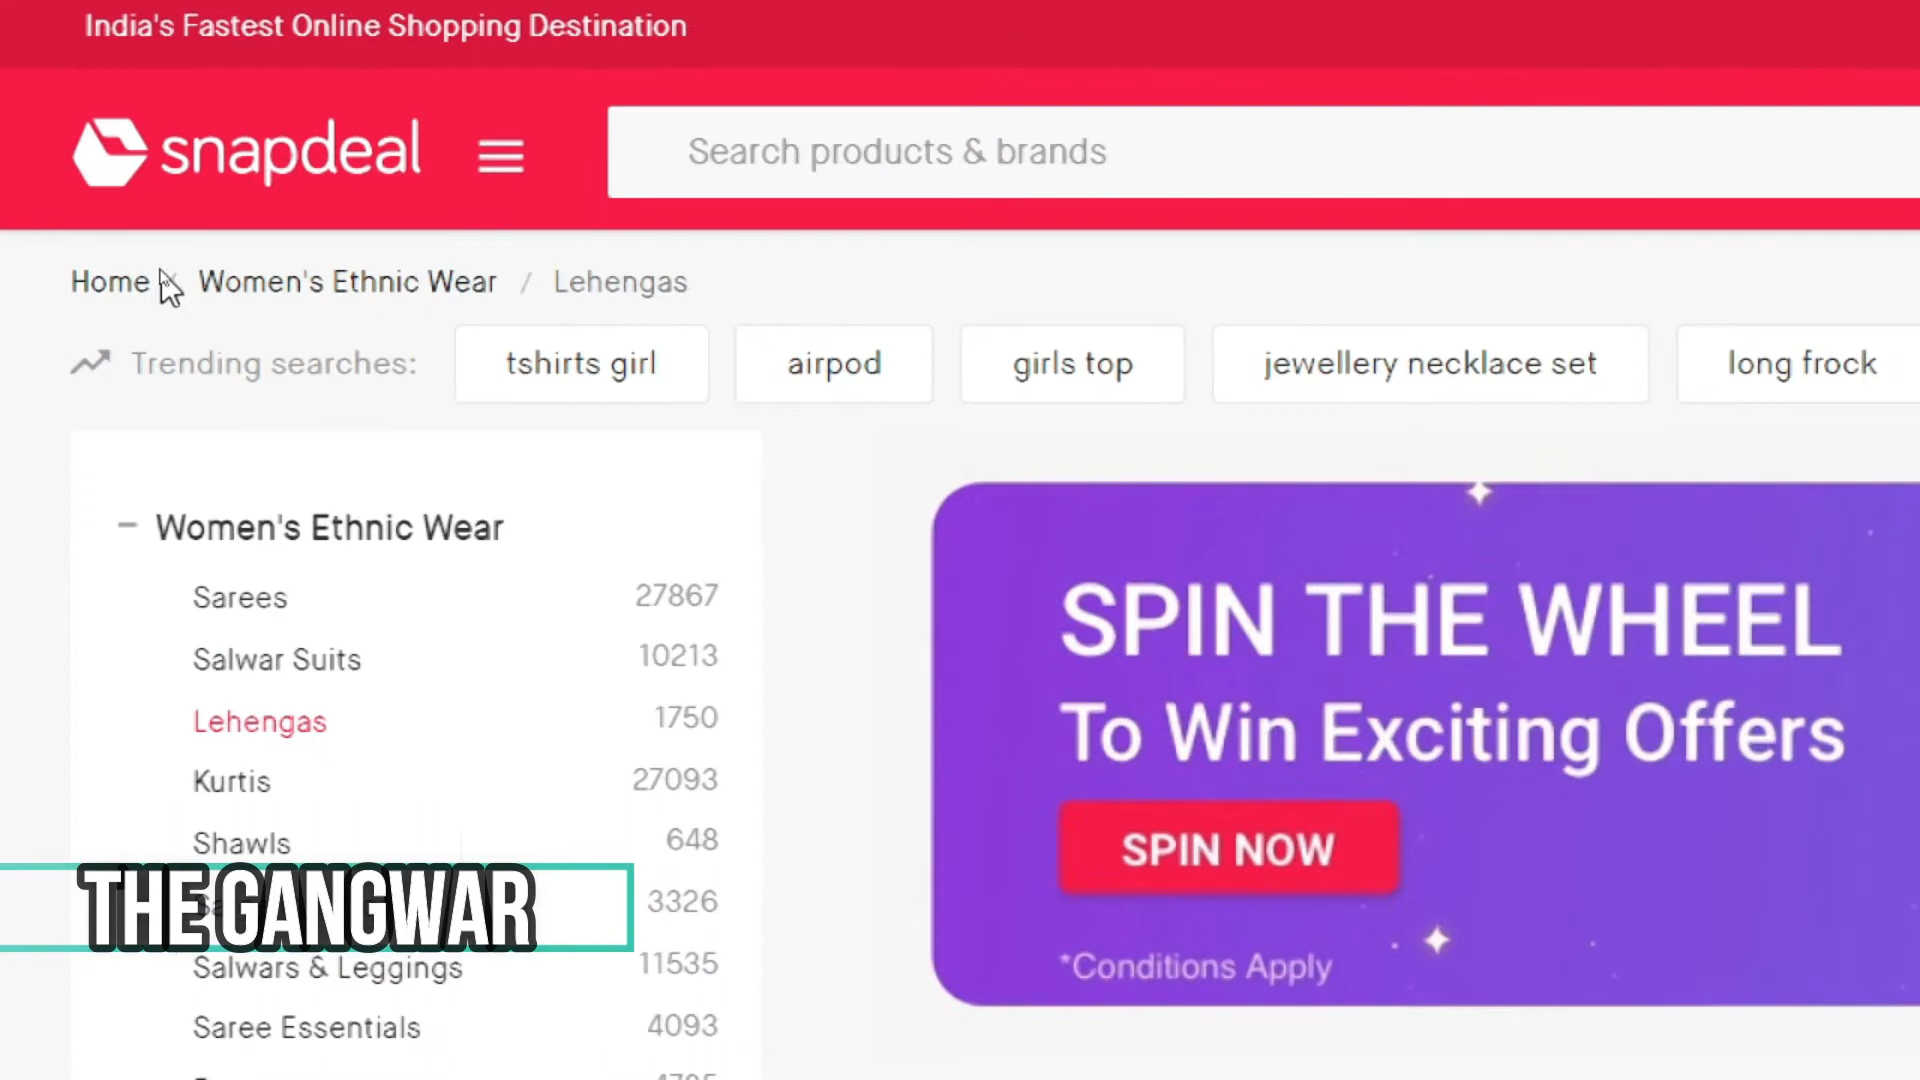 India's Fastest Online Shopping Destination
snapdeal
Search products & brands
Home / Women's Ethnic Wear / Lehengas
Trending searches: tshirts girl airpod girls top jewellery necklace set long frock
Women's Ethnic Wear
Sarees 27867
Salwar Suits 10213
Lehengas 1750
Kurtis 27093
Shawls 648
THE GANGWAR
3326
Salwars & Leggings 11535
Saree Essentials 4093
SPIN THE WHEEL
To Win Exciting Offers
SPIN NOW
*Conditions Apply